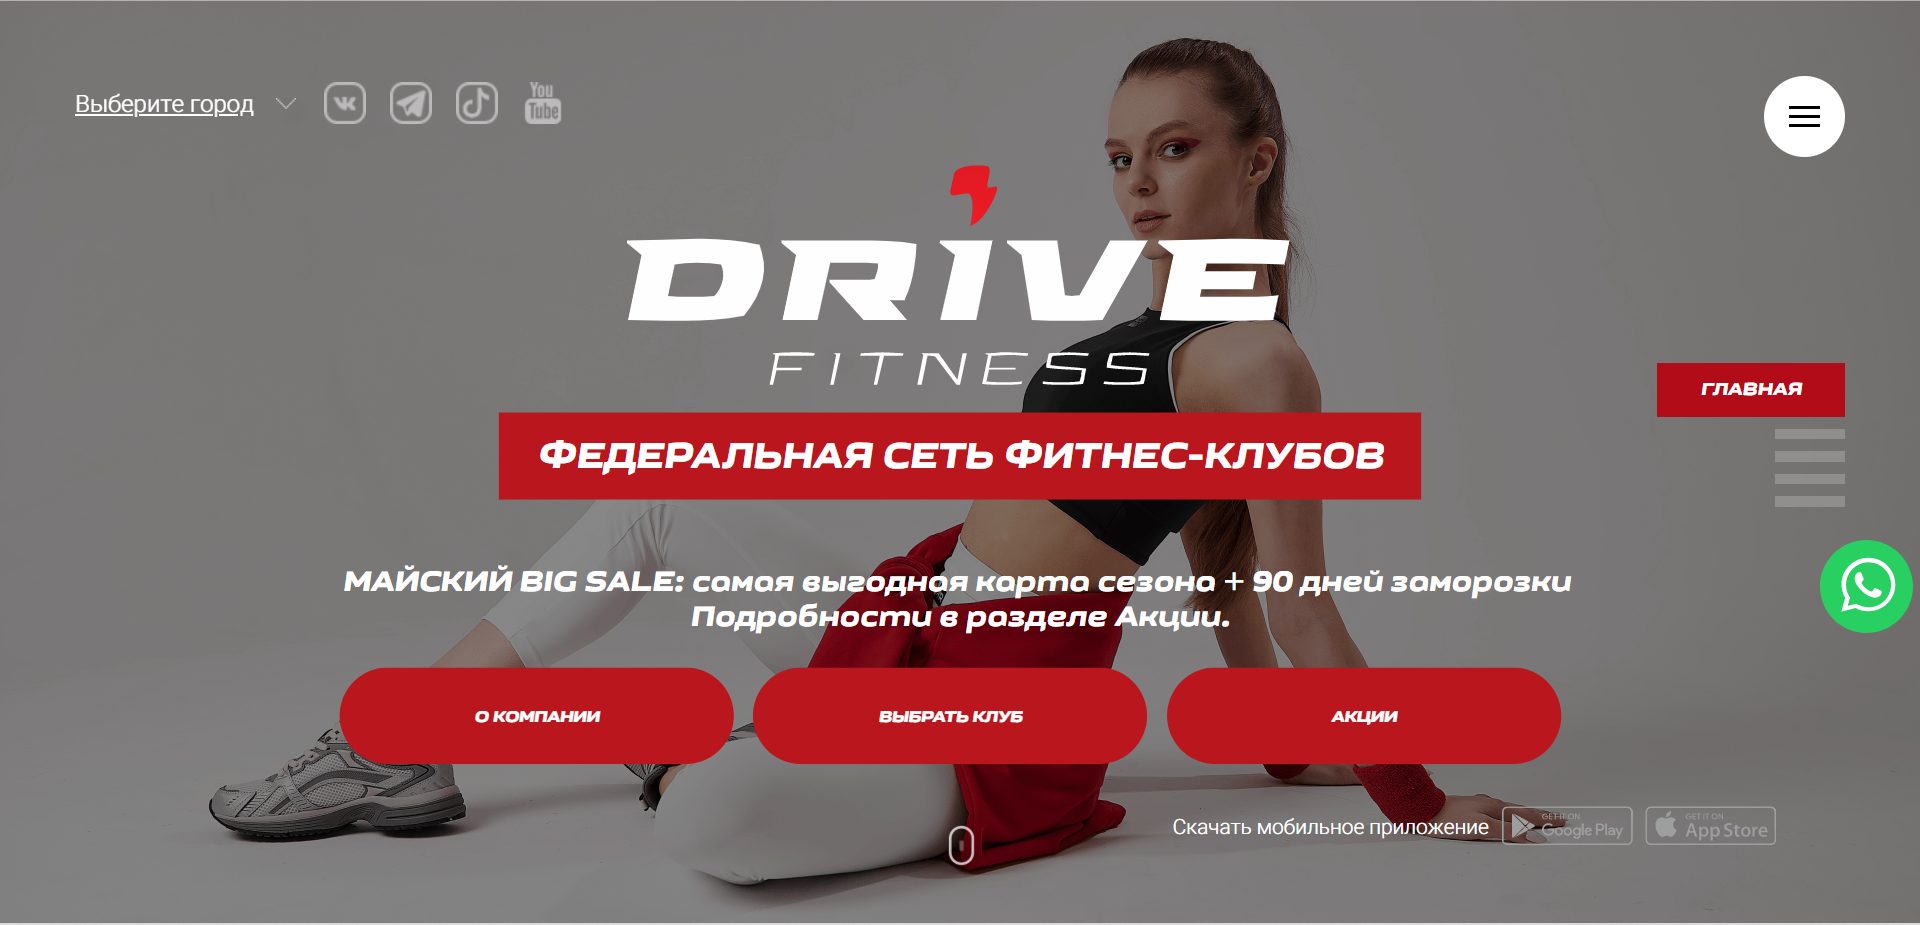 Выберите город
You
Tube
DRIVE
FITNESS
ГЛАВНАЯ
ФЕДЕРАЛЬНАЯ СЕТЬ ФИТНЕС-КЛУБОВ
МАЙСКИЙ BIG SALE: самая выгодная карта сезона + 90 дней заморозки
Подробности в разделе Акции.
О КОМПАНИИ
ВЫБРАТЬ КЛУБ
АКЦИИ
Скачать мобильное приложение
GET IT ON
Google Play
GET IT ON
App Store